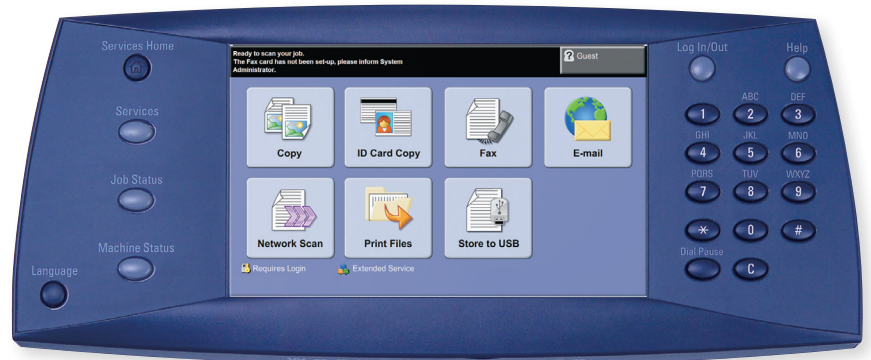 Services Home
Services
Job Status
Machine Status
Language
Ready to scan your job.
The Fax card has not been set-up, please inform System
Administrator.
? Guest
Copy
ID Card Copy
Fax
E-mail
Network Scan
Print Files
Store to USB
Requires Login
Extended Service
Log In/Out
Help
ABC DEF
1 2 3
GHI JKL MNO
4 5 6
PQRS TUV WXYZ
7 8 9
* 0 #
Dial Pause
C